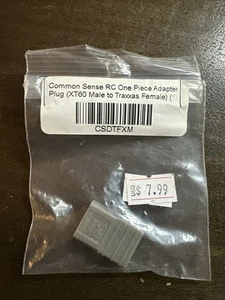 Common Sense RC One Piece Adapter
Plug (XT60 Male to Traxxas Female) (
CSDTFXM
$ 7.99